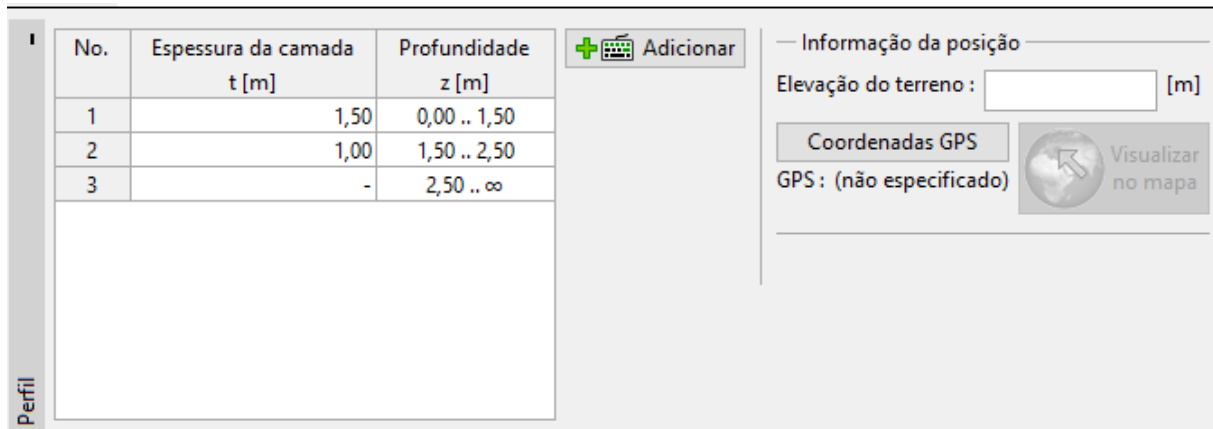 No. Espessura da camada Profundidade
t [m] z [m]
1 1,50 0,00 .. 1,50
2 1,00 1,50 .. 2,50
3 - 2,50 .. ∞
Adicionar
Informação da posição
Elevação do terreno : [m]
Coordenadas GPS
GPS : (não especificado)
Visualizar
no mapa
Perfil